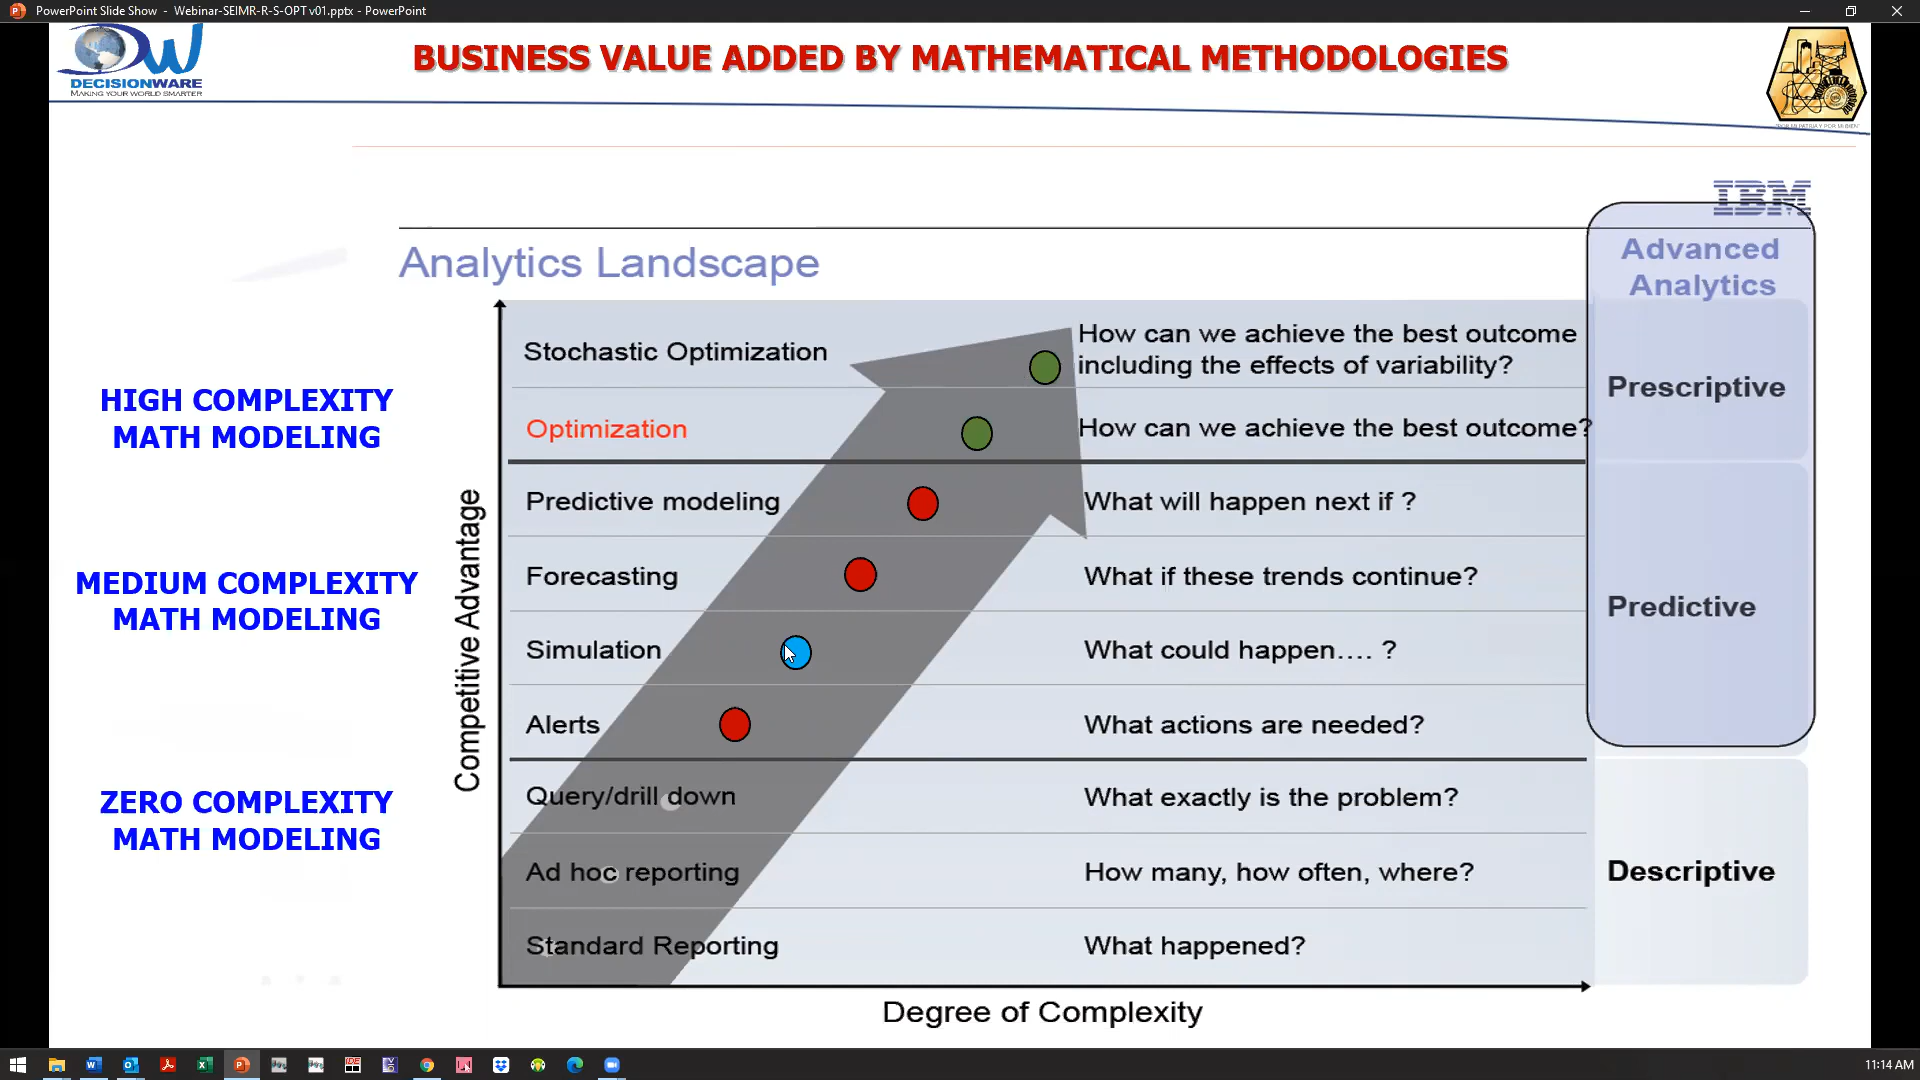 PowerPoint Slide Show - Webinar-SEIMR-R-S-OPT v01.pptx - PowerPoint
DW
DECISIONWARE
MAKING YOUR WORLD SMARTER
BUSINESS VALUE ADDED BY MATHEMATICAL METHODOLOGIES
IBM
Analytics Landscape
Advanced
Analytics
HIGH COMPLEXITY
MATH MODELING
MEDIUM COMPLEXITY
MATH MODELING
ZERO COMPLEXITY
MATH MODELING
Competitive Advantage
Stochastic Optimization
How can we achieve the best outcome
including the effects of variability?
Optimization
How can we achieve the best outcome?
Prescriptive
Predictive modeling
What will happen next if ?
Forecasting
What if these trends continue?
Predictive
Simulation
What could happen.... ?
Alerts
What actions are needed?
Query/drill down
What exactly is the problem?
Ad hoc reporting
How many, how often, where?
Descriptive
Standard Reporting
What happened?
Degree of Complexity
11:14 AM